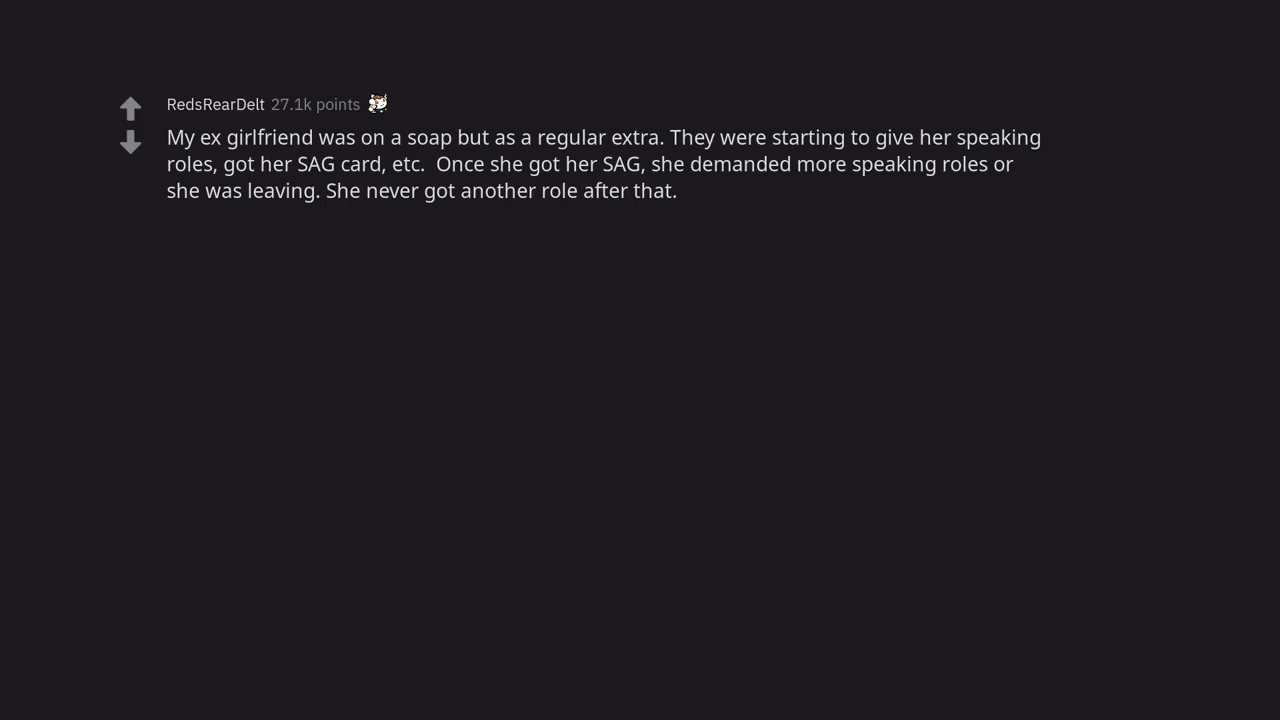 RedsRearDelt 27.1k points
My ex girlfriend was on a soap but as a regular extra. They were starting to give her speaking
roles, got her SAG card, etc.  Once she got her SAG, she demanded more speaking roles or
she was leaving. She never got another role after that.